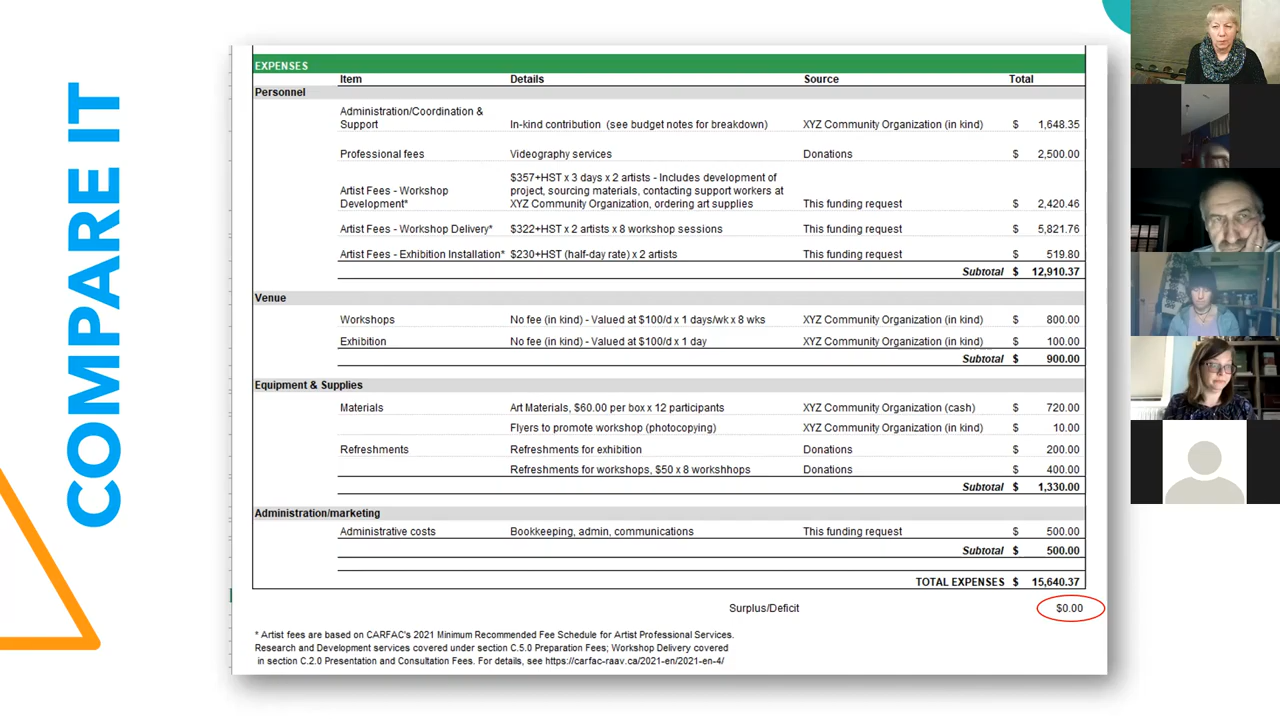 COMPARE IT
EXPENSES
Item Details Source Total
Personnel
Administration/Coordination &
Support In-kind contribution (see budget notes for breakdown) XYZ Community Organization (in kind) $ 1,648.35
Professional fees Videography services Donations $ 2,500.00
$357+HST x 3 days x 2 artists - Includes development of
Artist Fees - Workshop project, sourcing materials, contacting support workers at
Development* XYZ Community Organization, ordering art supplies This funding request $ 2,420.46
Artist Fees - Workshop Delivery* $322+HST x 2 artists x 8 workshop sessions This funding request $ 5,821.76
Artist Fees - Exhibition Installation* $230+HST (half-day rate) x 2 artists This funding request $ 519.80
Subtotal $ 12,910.37
Venue
Workshops No fee (in kind) - Valued at $100/d x 1 days/wk x 8 wks XYZ Community Organization (in kind) $ 800.00
Exhibition No fee (in kind) - Valued at $100/d x 1 day XYZ Community Organization (in kind) $ 100.00
Subtotal $ 900.00
Equipment & Supplies
Materials Art Materials, $60.00 per box x 12 participants XYZ Community Organization (cash) $ 720.00
Flyers to promote workshop (photocopying) XYZ Community Organization (in kind) $ 10.00
Refreshments Refreshments for exhibition Donations $ 200.00
Refreshments for workshops, $50 x 8 workshhops Donations $ 400.00
Subtotal $ 1,330.00
Administration/marketing
Administrative costs Bookkeeping, admin, communications This funding request $ 500.00
Subtotal $ 500.00
TOTAL EXPENSES $ 15,640.37
Surplus/Deficit $0.00
* Artist fees are based on CARFAC's 2021 Minimum Recommended Fee Schedule for Artist Professional Services.
Research and Development services covered under section C.5.0 Preparation Fees; Workshop Delivery covered
in section C.2.0 Presentation and Consultation Fees. For details, see https://carfac-raav.ca/2021-en/2021-en-4/